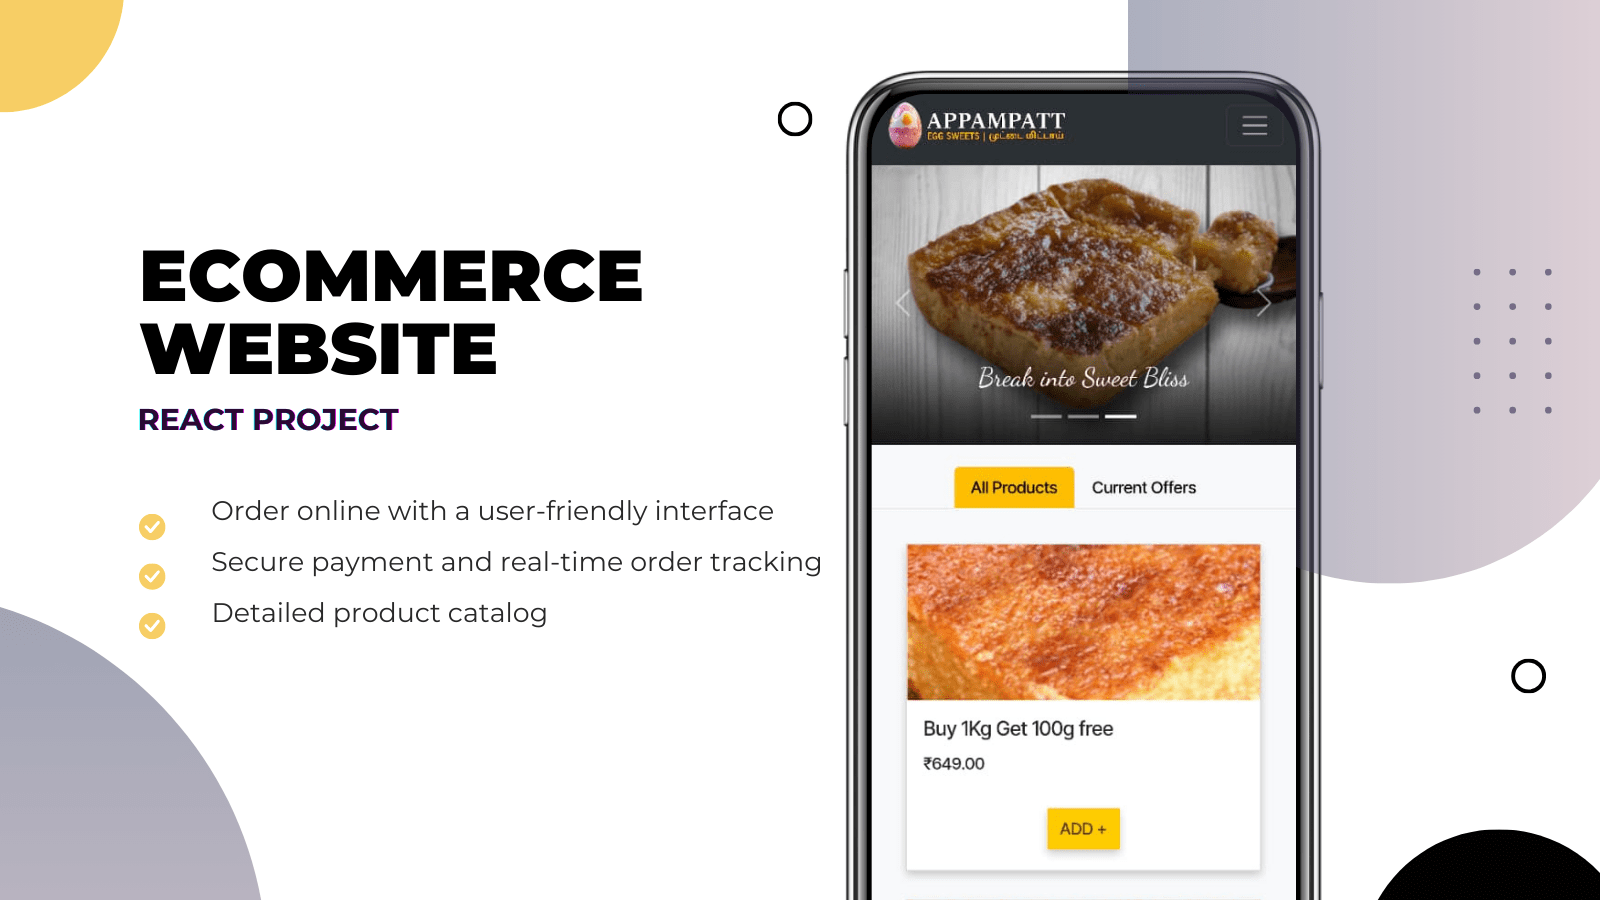 ECOMMERCE
WEBSITE
REACT PROJECT
Order online with a user-friendly interface
Secure payment and real-time order tracking
Detailed product catalog
APPAMPATT
EGG SWEETS | முட்டை மிட்டாய்
Break into Sweet Bliss
All Products Current Offers
Buy 1Kg Get 100g free
₹649.00
ADD +